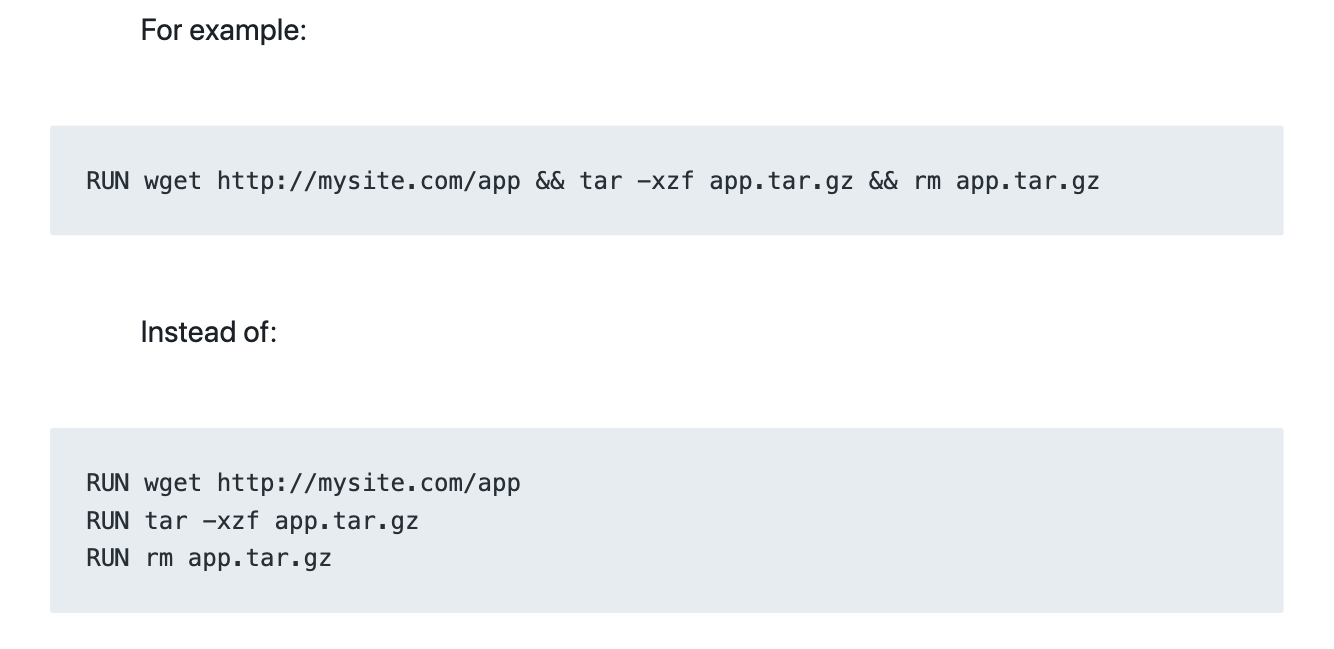 For example:
RUN wget http://mysite.com/app && tar -xzf app.tar.gz && rm app.tar.gz
Instead of:
RUN wget http://mysite.com/app
RUN tar -xzf app.tar.gz
RUN rm app.tar.gz